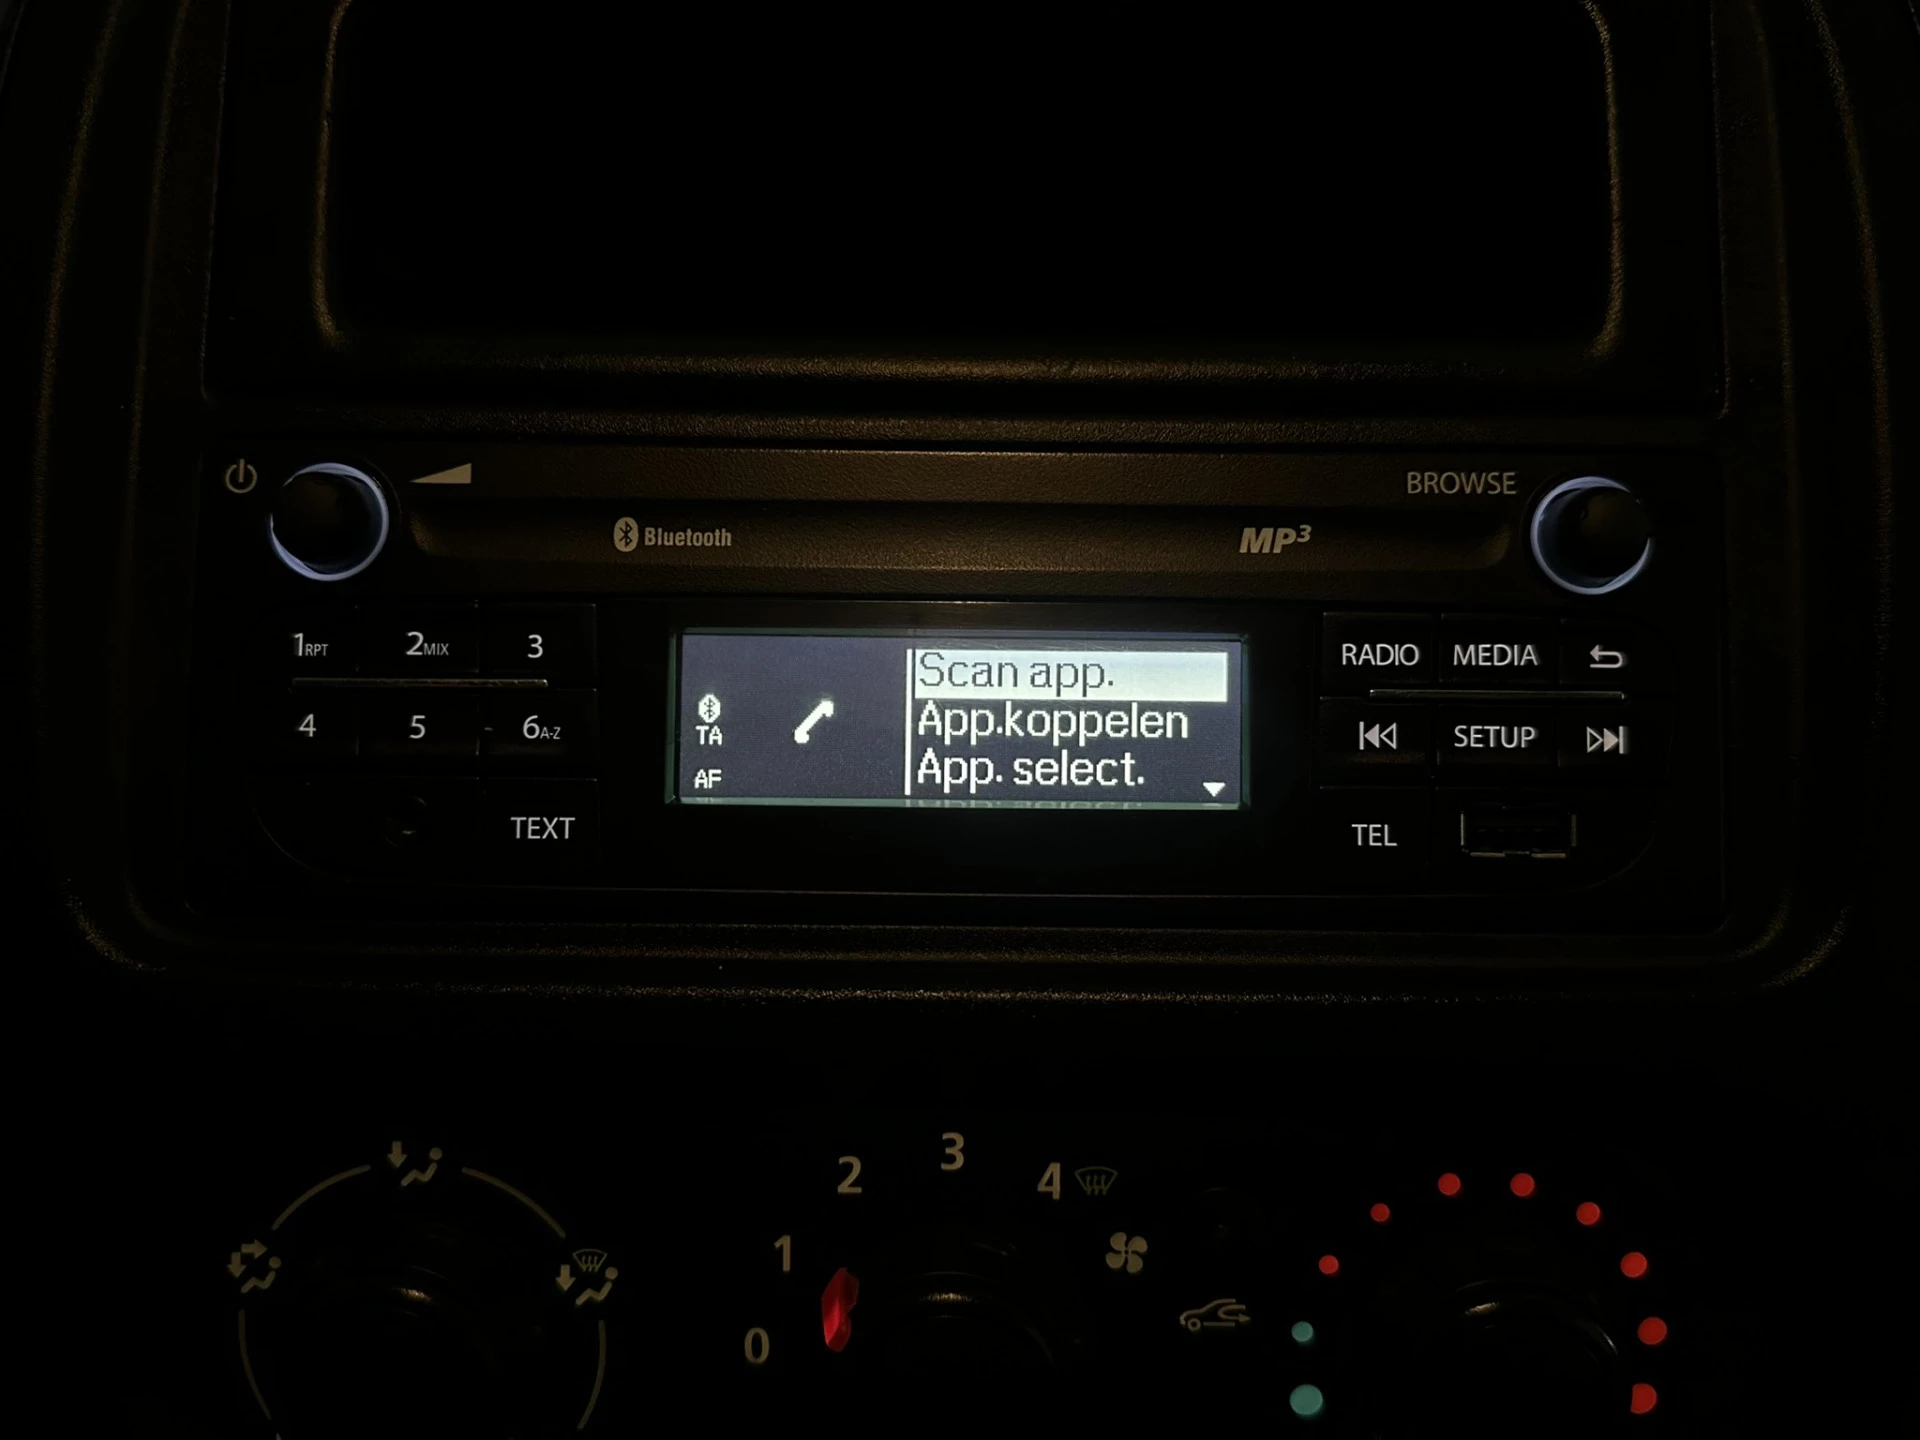 BROWSE
Bluetooth
MP3
1RPT 2MIX 3
RADIO MEDIA
Scan app.
App.koppelen
TA
4 5 6A-Z
SETUP
App. select.
AF
TEXT
TEL
3
2
4
1
0